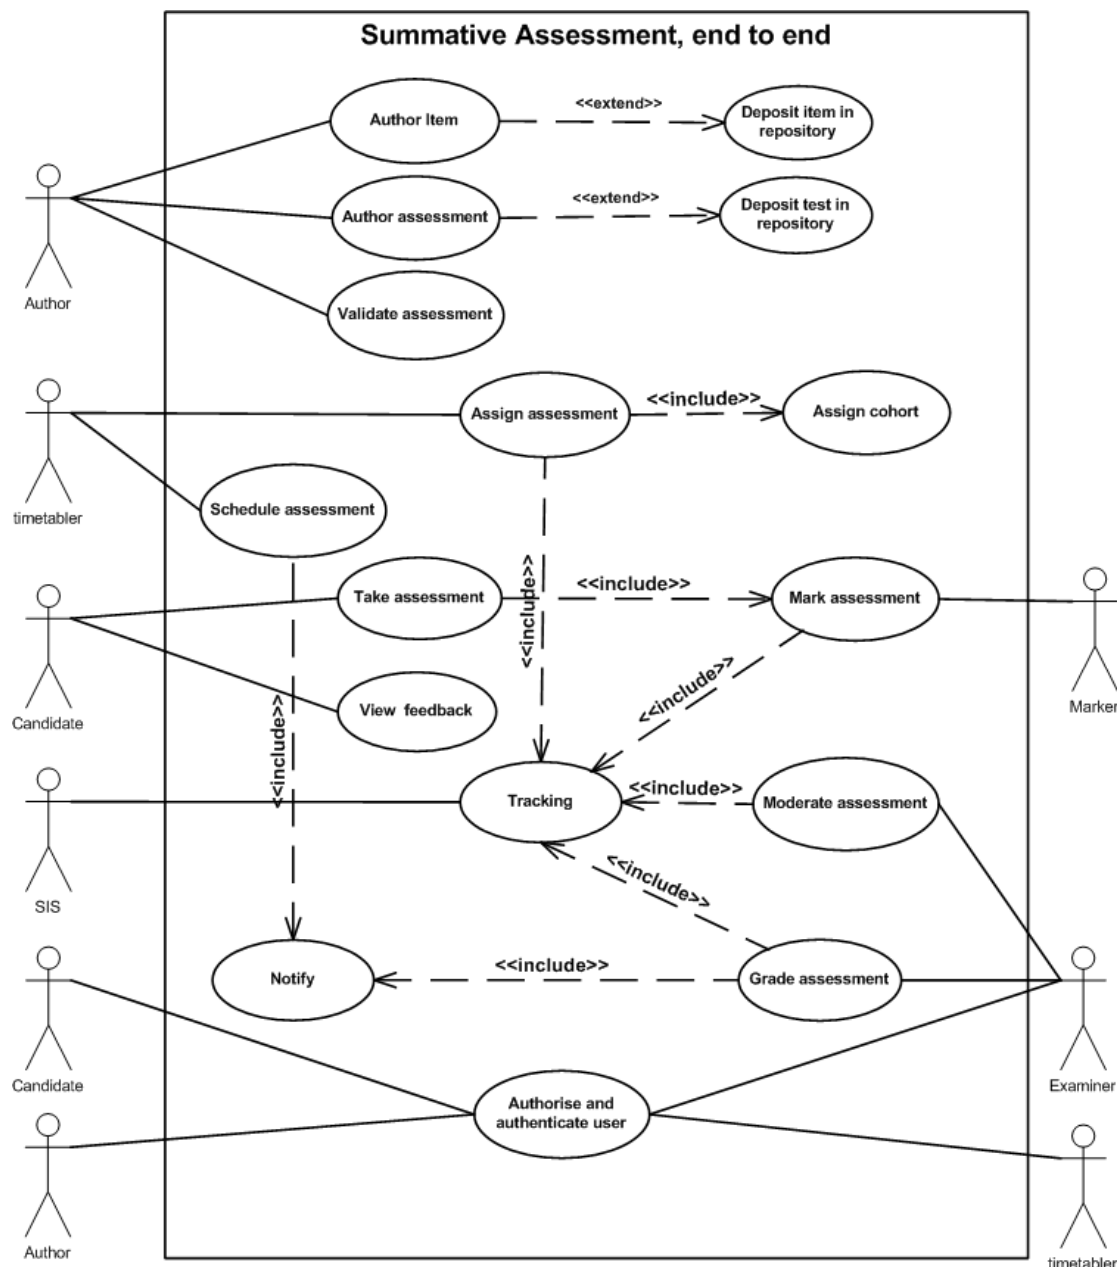 Summative Assessment, end to end
Author Item
<<extend>>
Deposit item in
repository
Author assessment
<<extend>>
Deposit test in
repository
Author
Validate assessment
Assign assessment
<<include>>
Assign cohort
timetabler
Schedule assessment
<<include>>
Take assessment
<<include>>
Mark assessment
Candidate
View  feedback
<<include>>
<<include>>
Marker
Tracking
<<include>>
Moderate assessment
SIS
<<include>>
Notify
<<include>>
Grade assessment
Candidate
Examiner
Authorise and
authenticate user
Author
timetabler